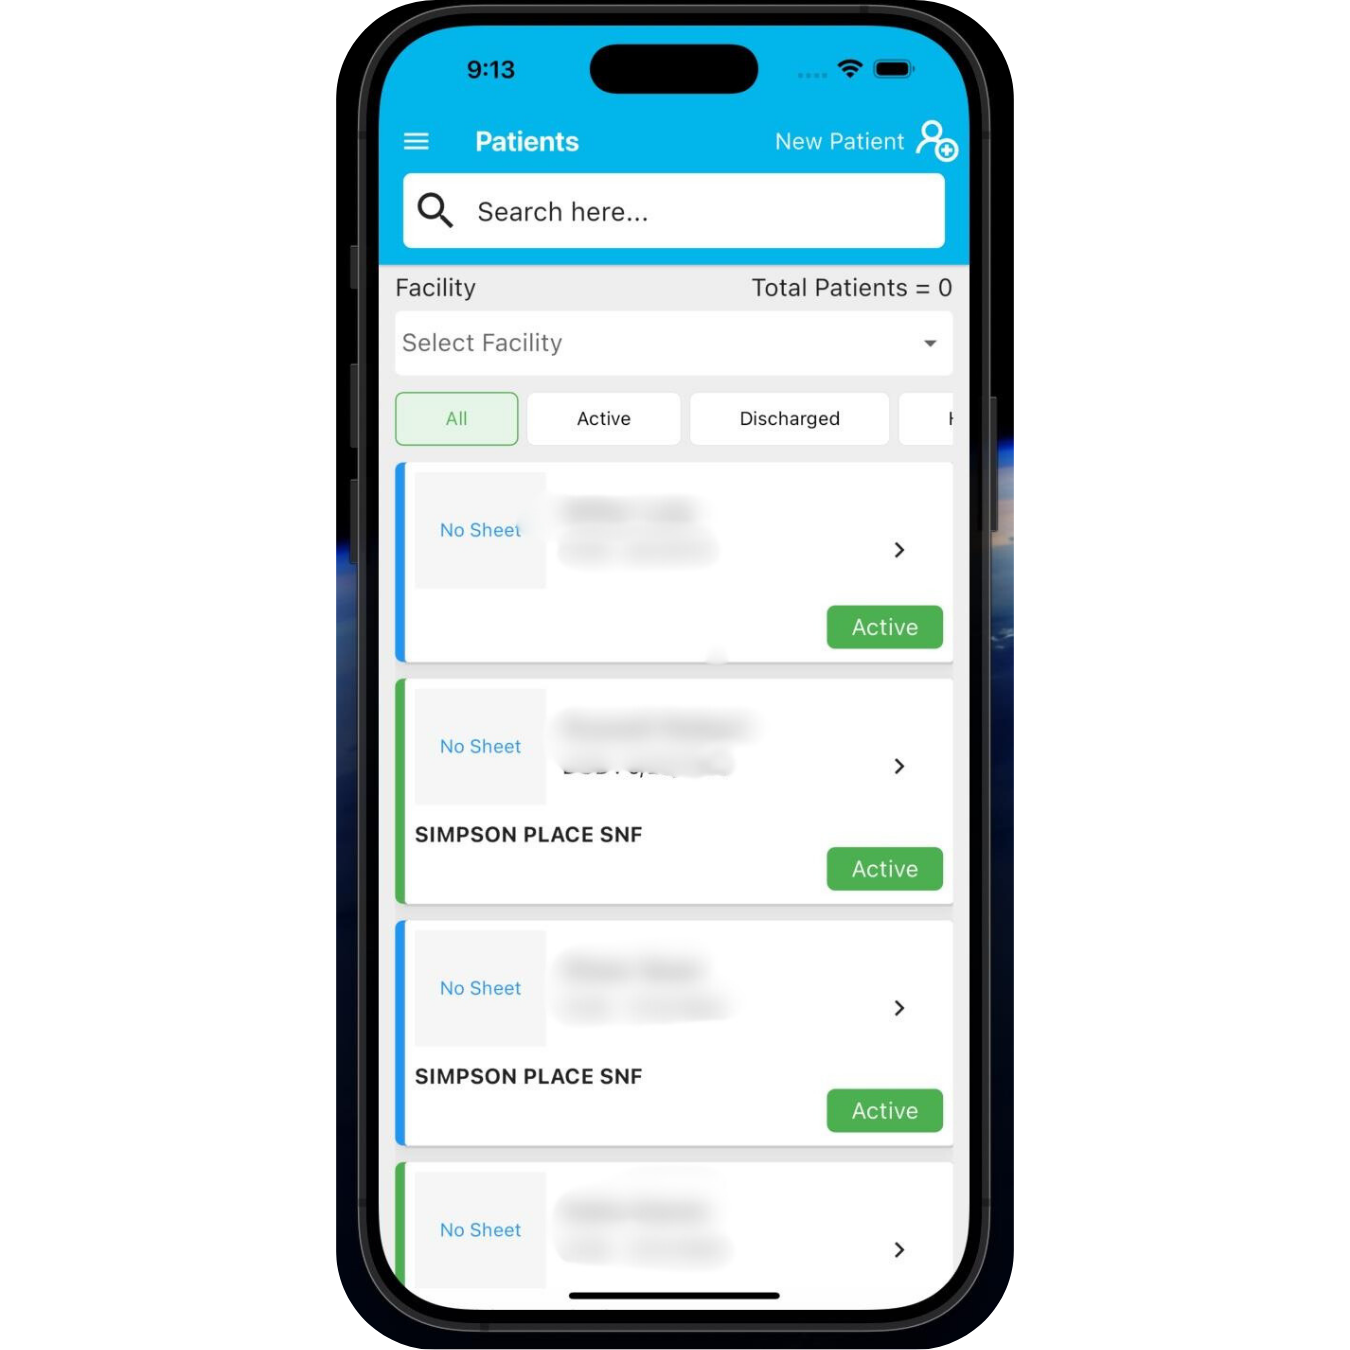 9:13
Patients
New Patient
Search here...
Facility
Total Patients = 0
Select Facility
All
Active
Discharged
No Sheet
Active
No Sheet
SIMPSON PLACE SNF
Active
No Sheet
SIMPSON PLACE SNF
Active
No Sheet